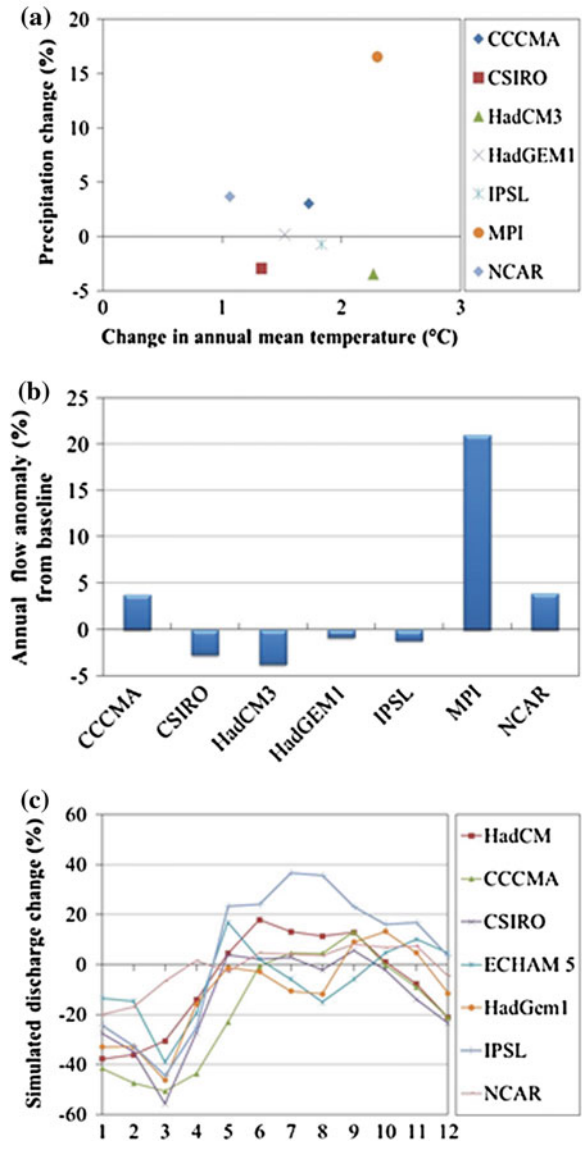 (a)
20
15
10
5
0
-5
Precipitation change (%)
0
1
2
3
Change in annual mean temperature (°C)
CCCMA
CSIRO
HadCM3
HadGEM1
IPSL
MPI
NCAR
(b)
25
20
15
10
5
0
-5
Annual flow anomaly (%)
from baseline
CCCMA
CSIRO
HadCM3
HadGEM1
IPSL
MPI
NCAR
(c)
60
40
20
0
-20
-40
-60
Simulated discharge change (%)
1 2 3 4 5 6 7 8 9 10 11 12
HadCM
CCCMA
CSIRO
ECHAM 5
HadGem1
IPSL
NCAR